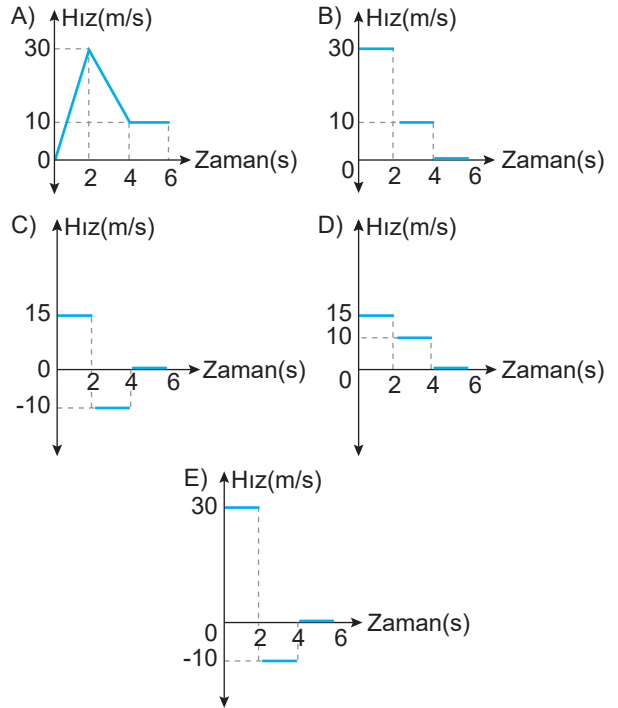 A) Hız(m/s)
30
10
0
2 4 6 Zaman(s)
B) Hız(m/s)
30
10
0
2 4 6 Zaman(s)
C) Hız(m/s)
15
0
-10
2 4 6 Zaman(s)
D) Hız(m/s)
15
10
0
2 4 6 Zaman(s)
E) Hız(m/s)
30
0
-10
2 4 6 Zaman(s)